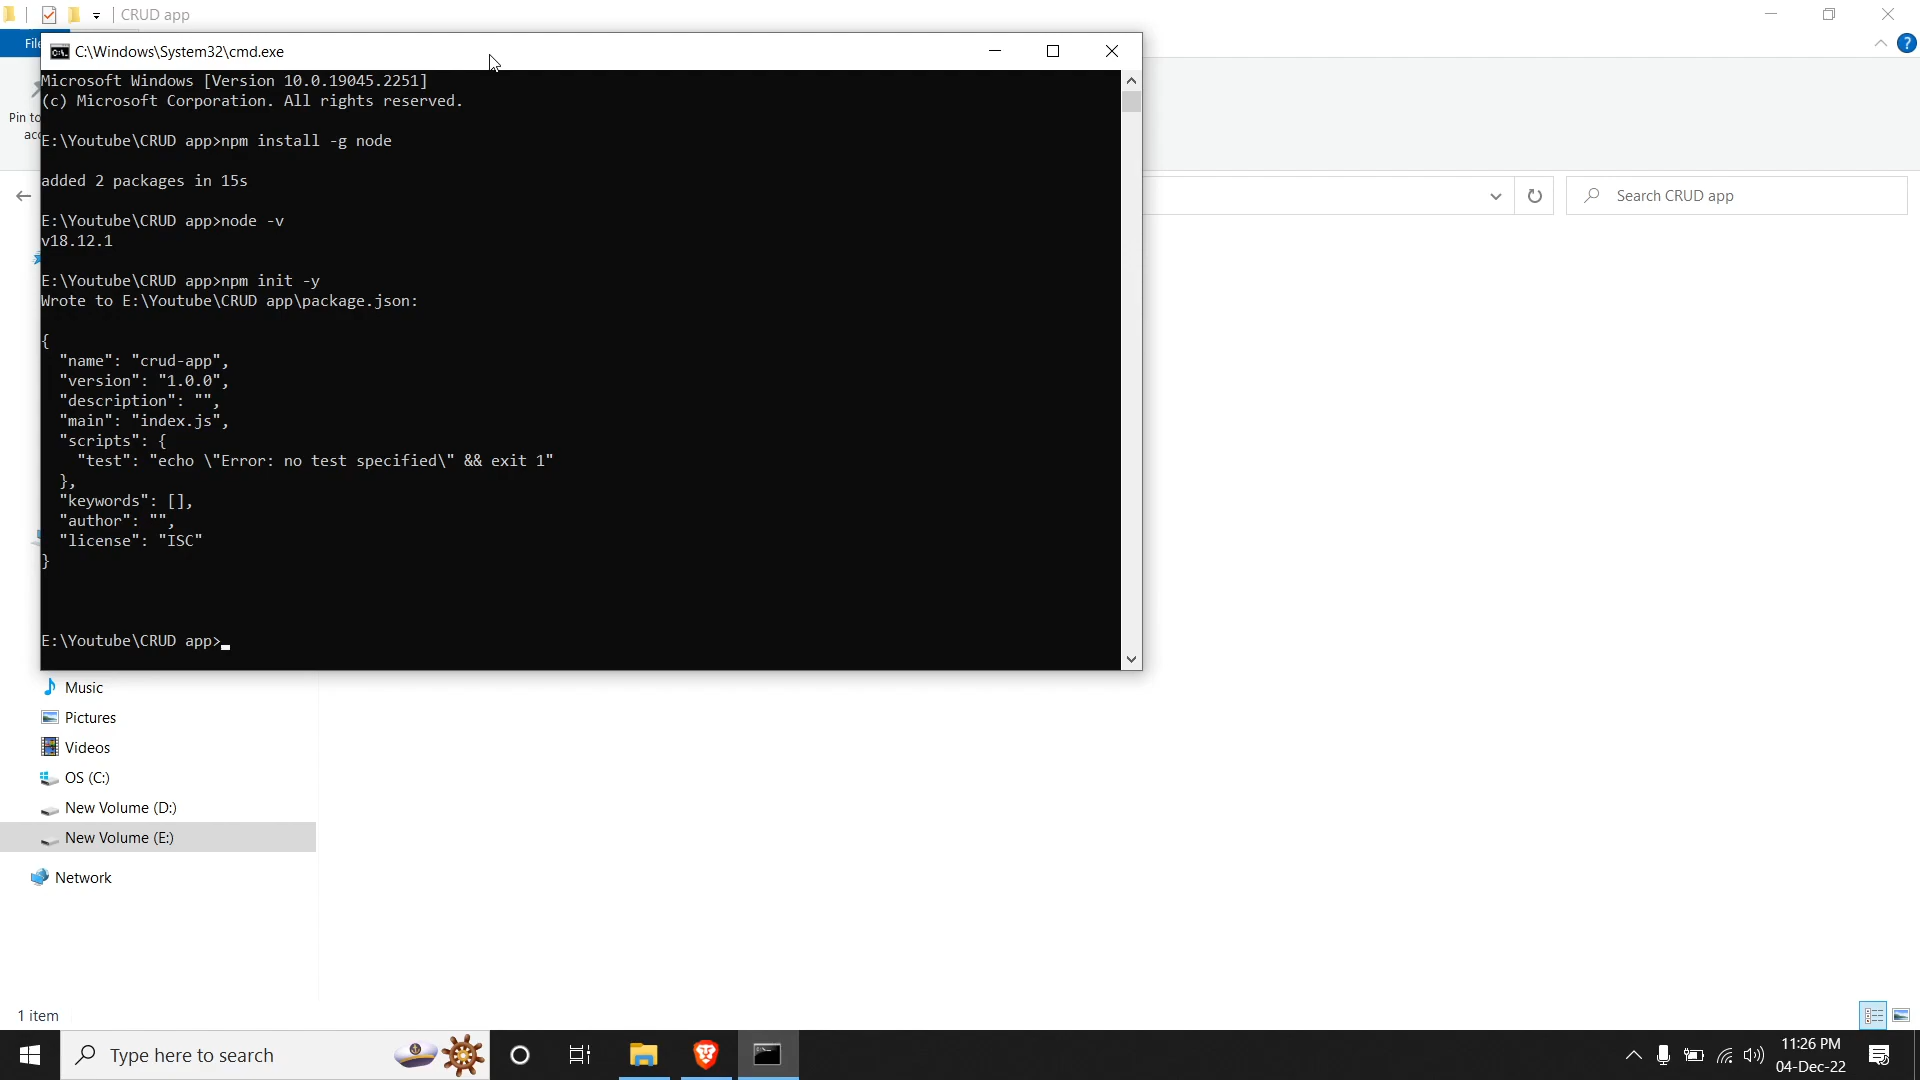 CRUD app
File
C:\Windows\System32\cmd.exe
Microsoft Windows [Version 10.0.19045.2251]
(c) Microsoft Corporation. All rights reserved.
Pin to
E:\Youtube\CRUD app>npm install -g node
added 2 packages in 15s
Search CRUD app
E:\Youtube\CRUD app>node -v
v18.12.1
E:\Youtube\CRUD app>npm init -y
Wrote to E:\Youtube\CRUD app\package.json:
{
"name": "crud-app",
"version": "1.0.0",
"description": "",
"main": "index.js",
"scripts": {
"test": "echo \"Error: no test specified\" && exit 1"
},
"keywords": [],
"author": "",
"license": "ISC"
}
E:\Youtube\CRUD app>
Music
Pictures
Videos
OS (C:)
New Volume (D:)
New Volume (E:)
Network
1 item
Type here to search
11:26 PM
04-Dec-22